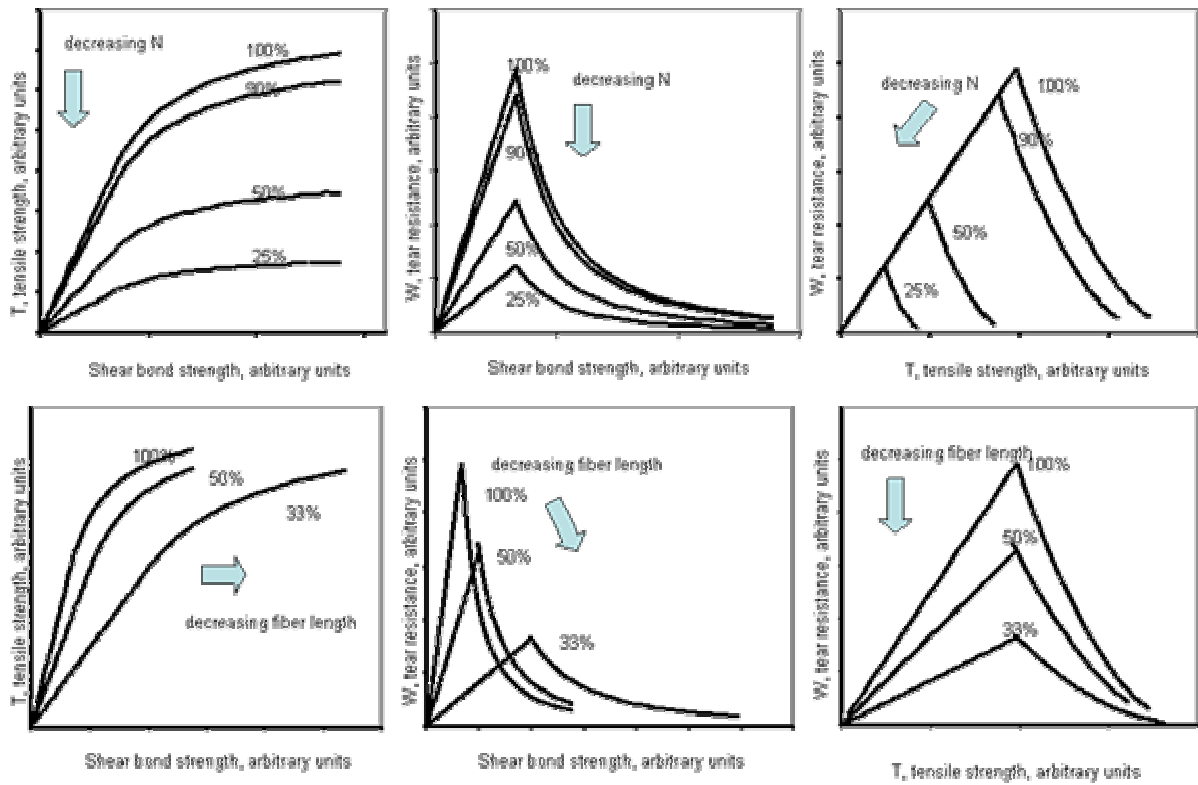 decreasing N
100%
90%
50%
25%
T, tensile strength, arbitrary units
Shear bond strength, arbitrary units
100%
decreasing N
90
50%
25%
W, tear resistance, arbitrary units
Shear bond strength, arbitrary units
decreasing N
100%
90%
50%
25%
W, tear resistance, arbitrary units
T, tensile strength, arbitrary units
100%
50%
33%
decreasing fiber length
T, tensile strength, arbitrary units
Shear bond strength, arbitrary units
decreasing fiber length
100%
50%
33%
W, tear resistance, arbitrary units
Shear bond strength, arbitrary units
decreasing fiber length
100%
50%
33%
W, tear resistance, arbitrary units
T, tensile strength, arbitrary units